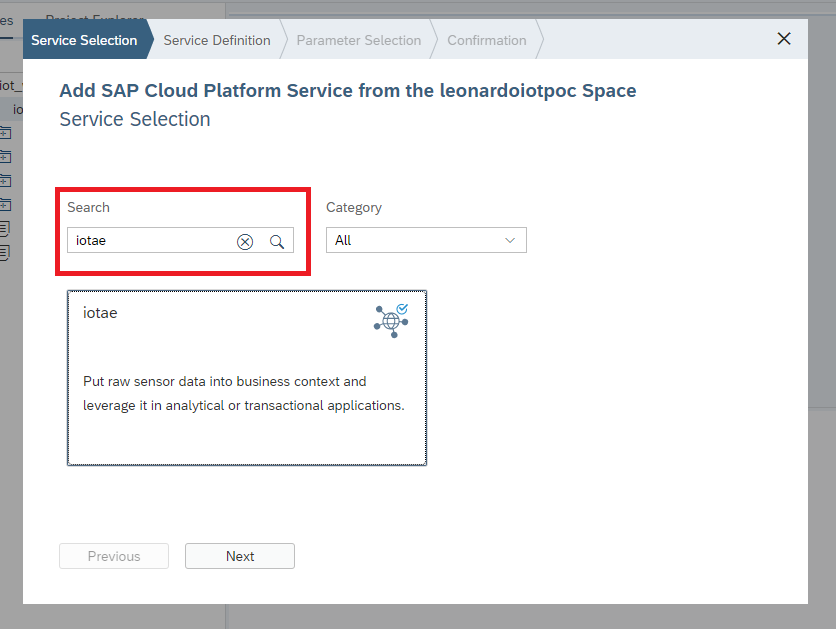 es
Project Explorer
Service Selection
Service Definition
Parameter Selection
Confirmation
iot_
io
Add SAP Cloud Platform Service from the leonardoiotpoc Space
Service Selection
Search
Category
iotae
All
iotae
Put raw sensor data into business context and
leverage it in analytical or transactional applications.
Previous
Next